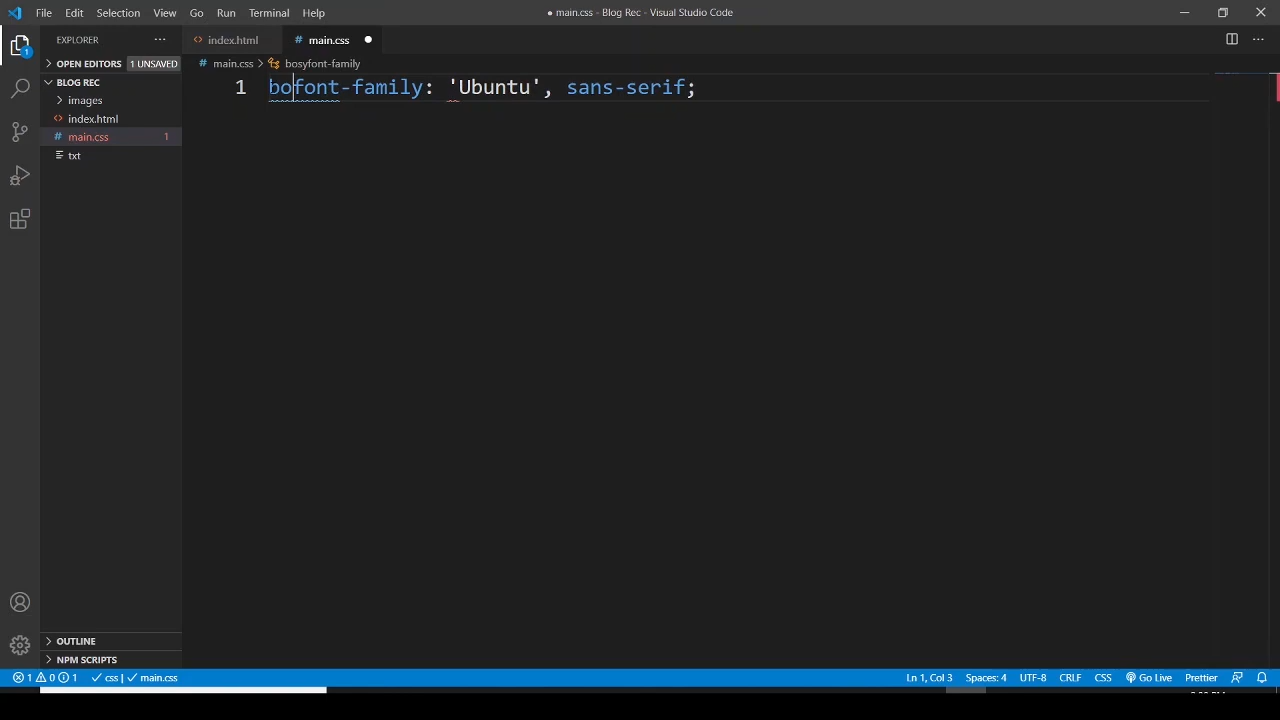 File Edit Selection View Go Run Terminal Help
● main.css - Blog Rec - Visual Studio Code
EXPLORER
index.html
main.css
OPEN EDITORS 1 UNSAVED
main.css > bosyfont-family
BLOG REC
1 bofont-family: 'Ubuntu', sans-serif;
images
index.html
main.css 1
txt
1
OUTLINE
NPM SCRIPTS
1 0 1 css | main.css Ln 1, Col 3 Spaces: 4 UTF-8 CRLF CSS Go Live Prettier